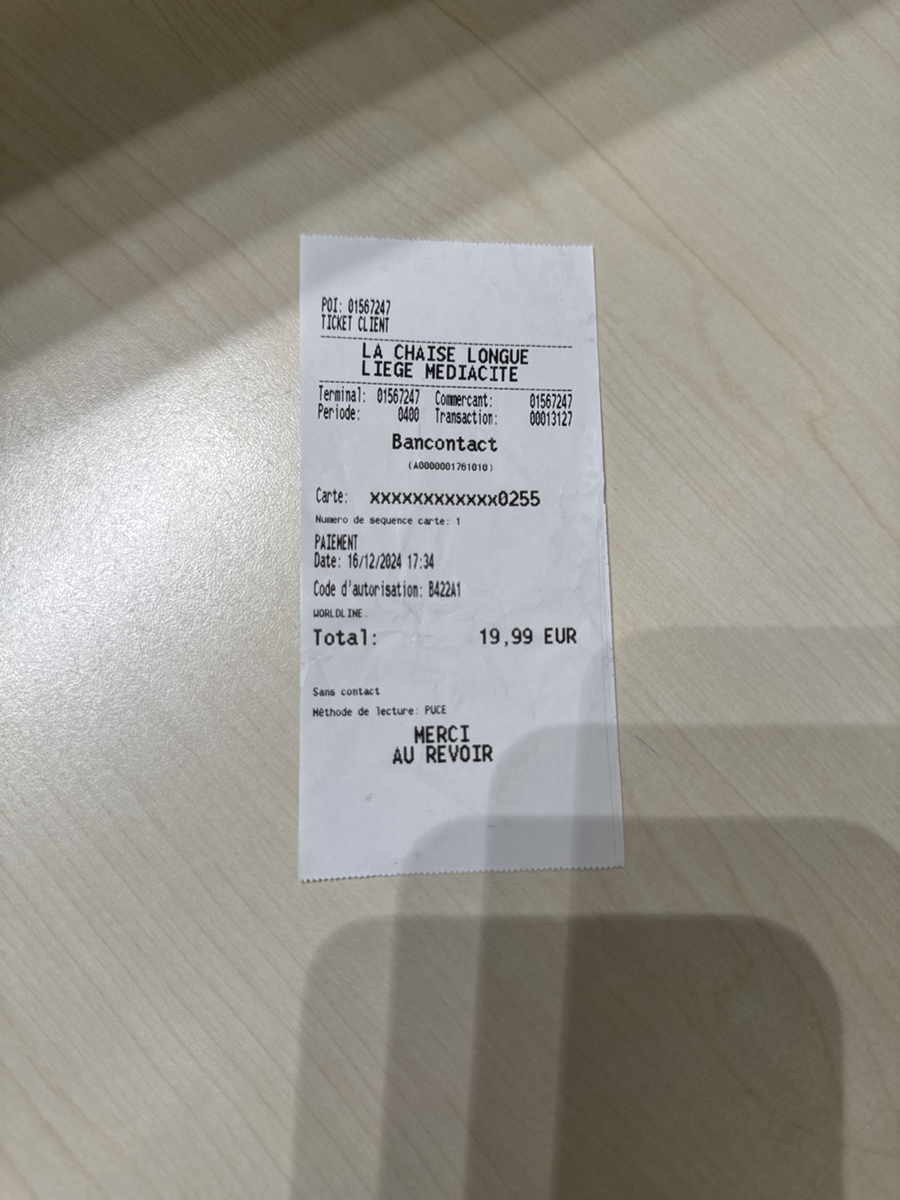 POI: 01567247
TICKET CLIENT
LA CHAISE LONGUE
LIEGE MEDIACITE
Terminal: 01567247 Commercant: 01567247
Periode: 0400 Transaction: 00013127
Bancontact
(A0000001761010)
Carte: xxxxxxxxxxxx0255
Numero de sequence carte: 1
PAIEMENT
Date: 16/12/2024 17:34
Code d'autorisation: B422A1
WORLDLINE.
Total: 19,99 EUR
Sans contact
Méthode de lecture: PUCE
MERCI
AU REVOIR